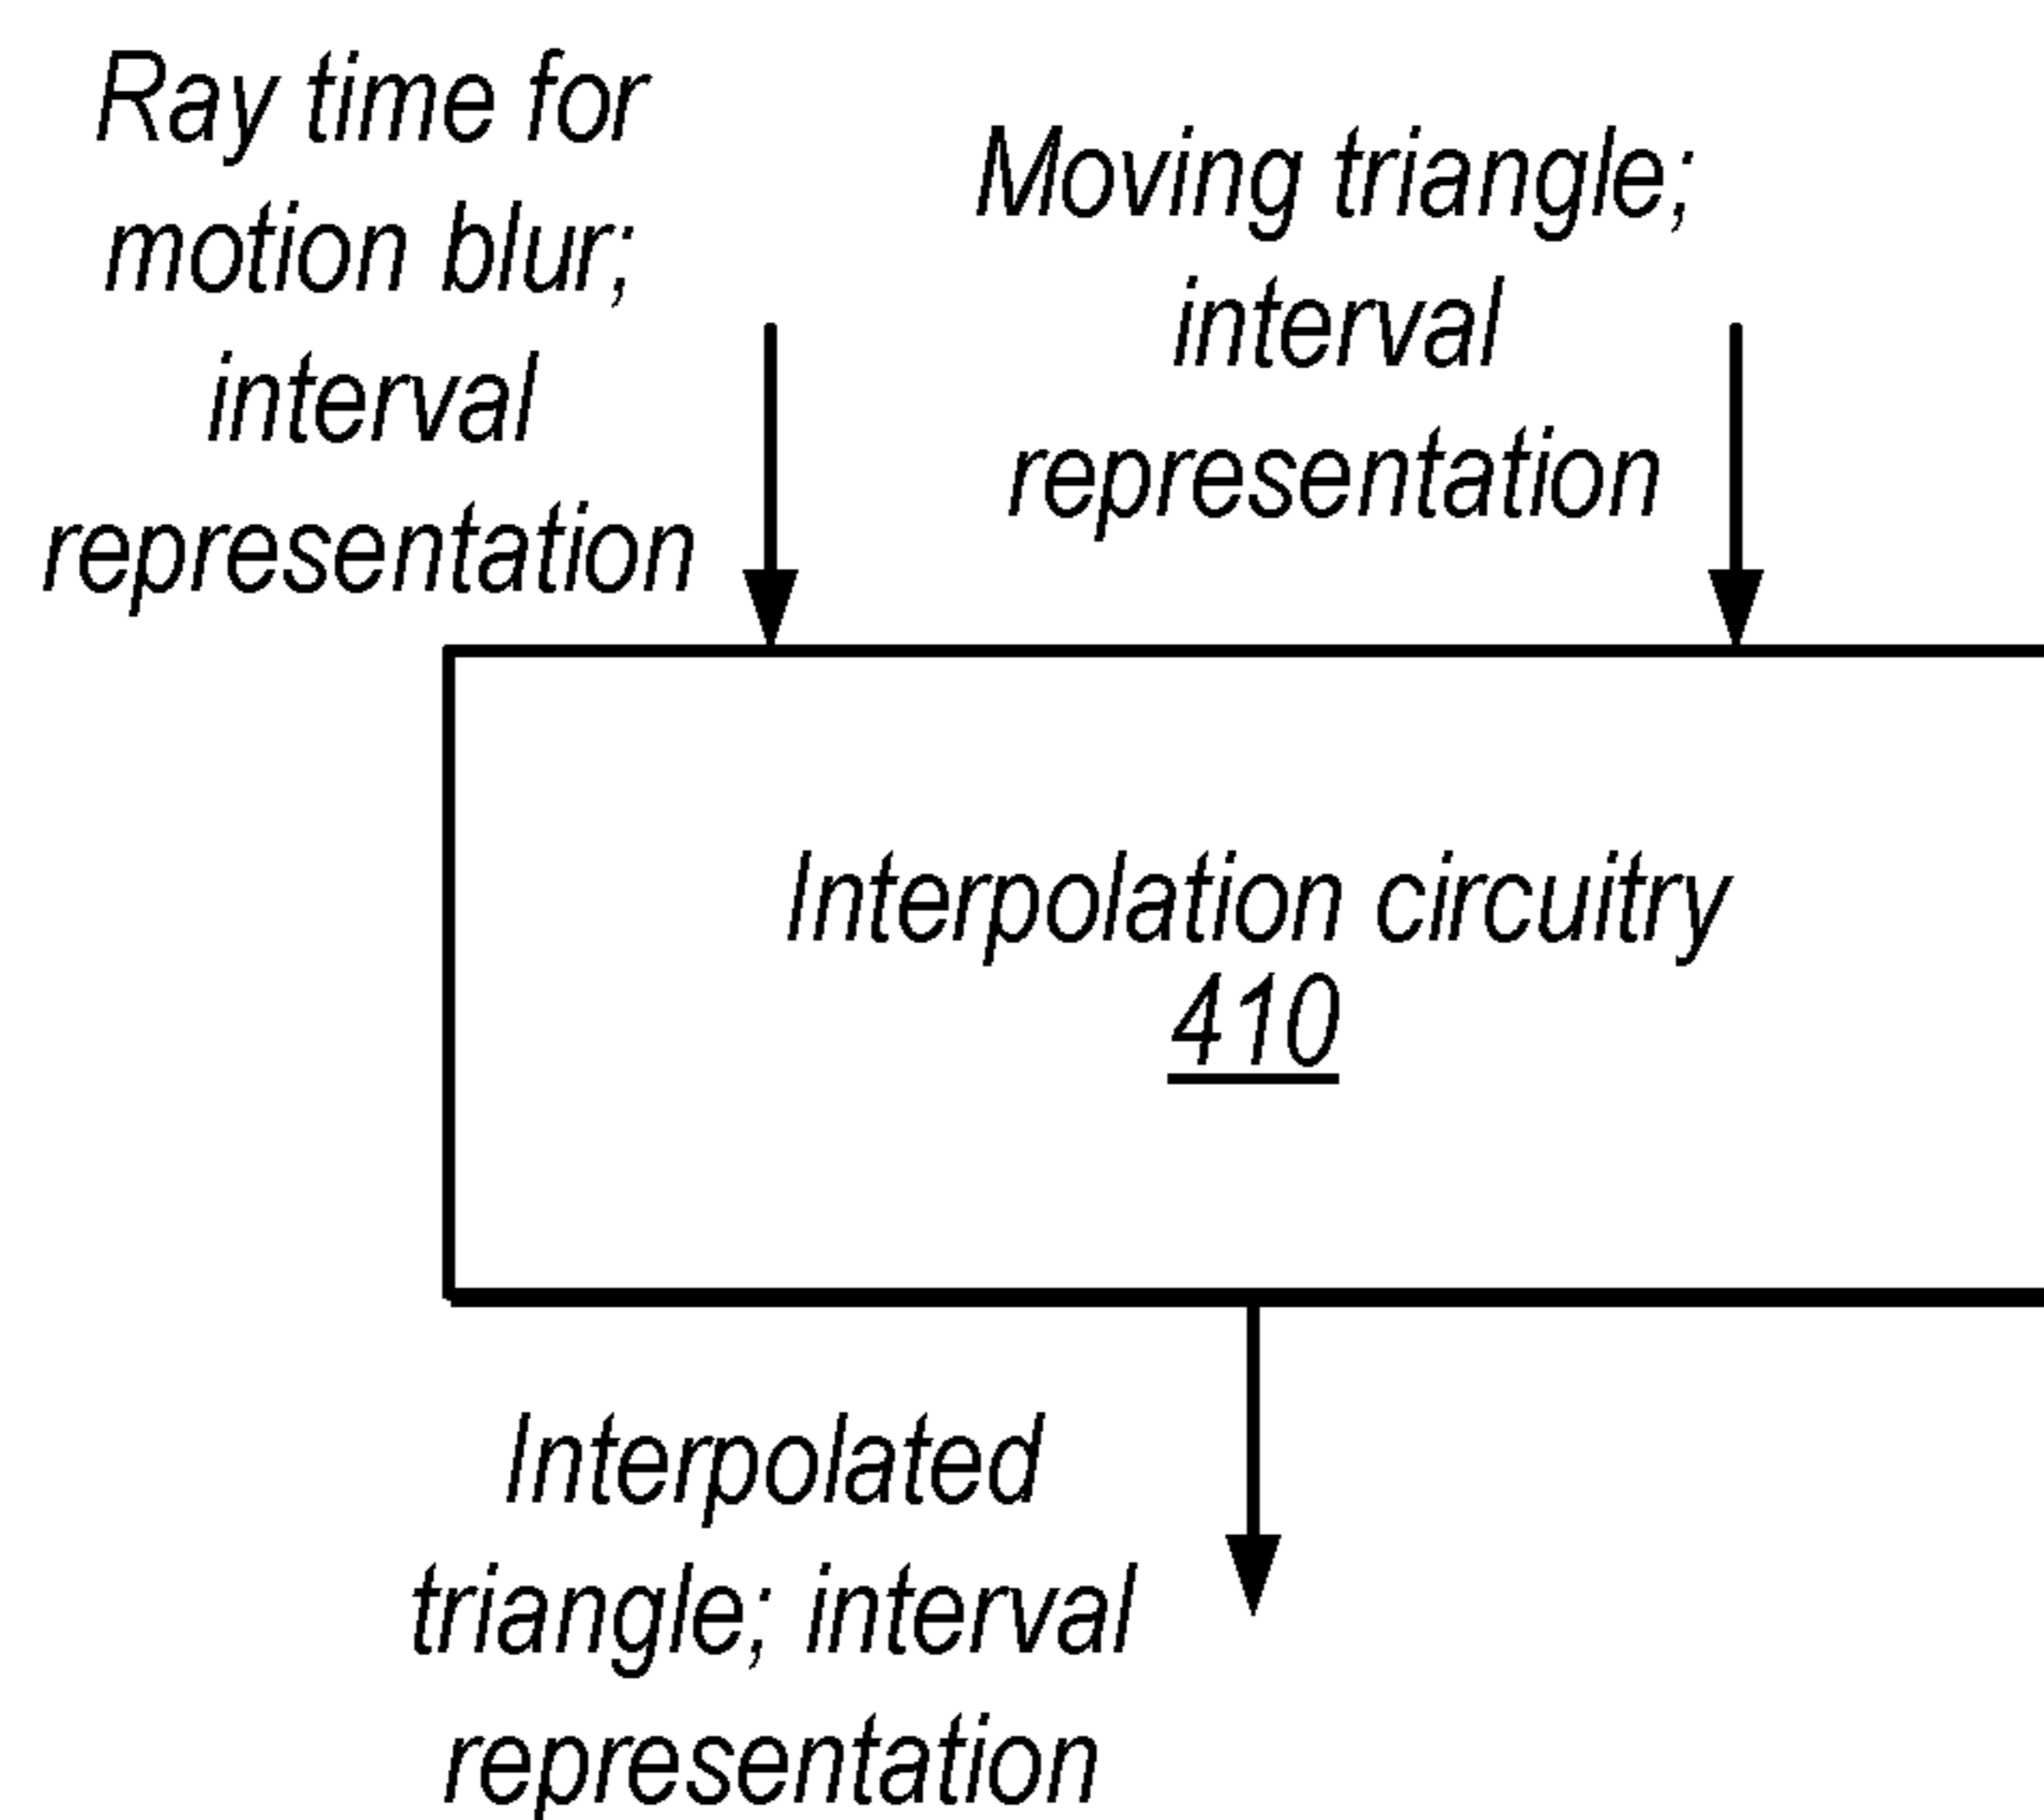 Ray time for
motion blur;
interval
representation
Moving triangle;
interval
representation
Interpolation circuitry
410
Interpolated
triangle; interval
representation